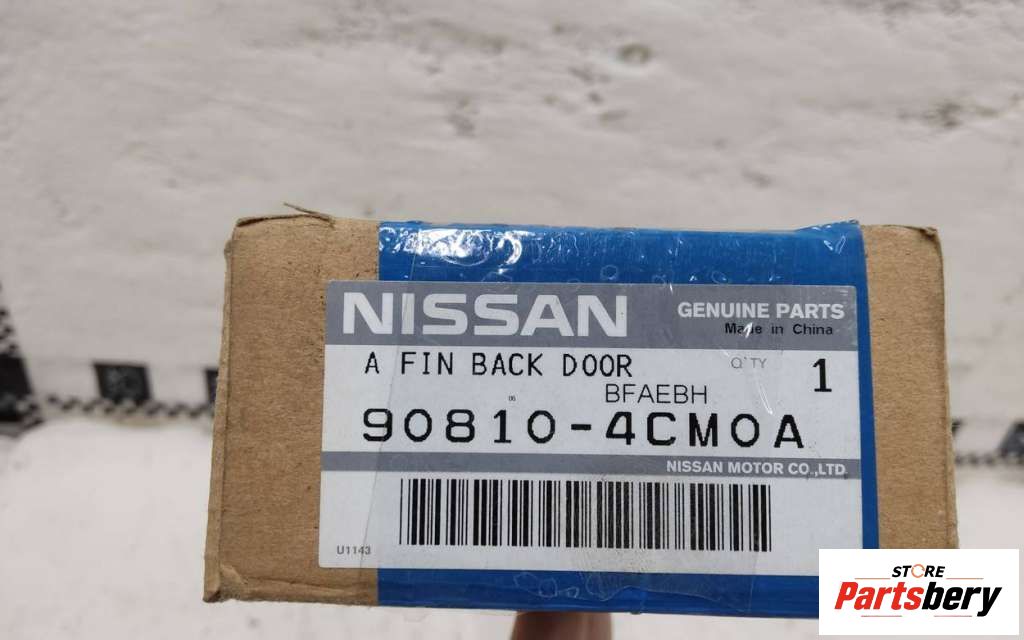 NISSAN
GENUINE PARTS
Made in China
A FIN BACK DOOR
Q'TY 1
BFAEBH
06
90810-4CM0A
NISSAN MOTOR CO.,LTD.
U1143
STORE
Partsbery